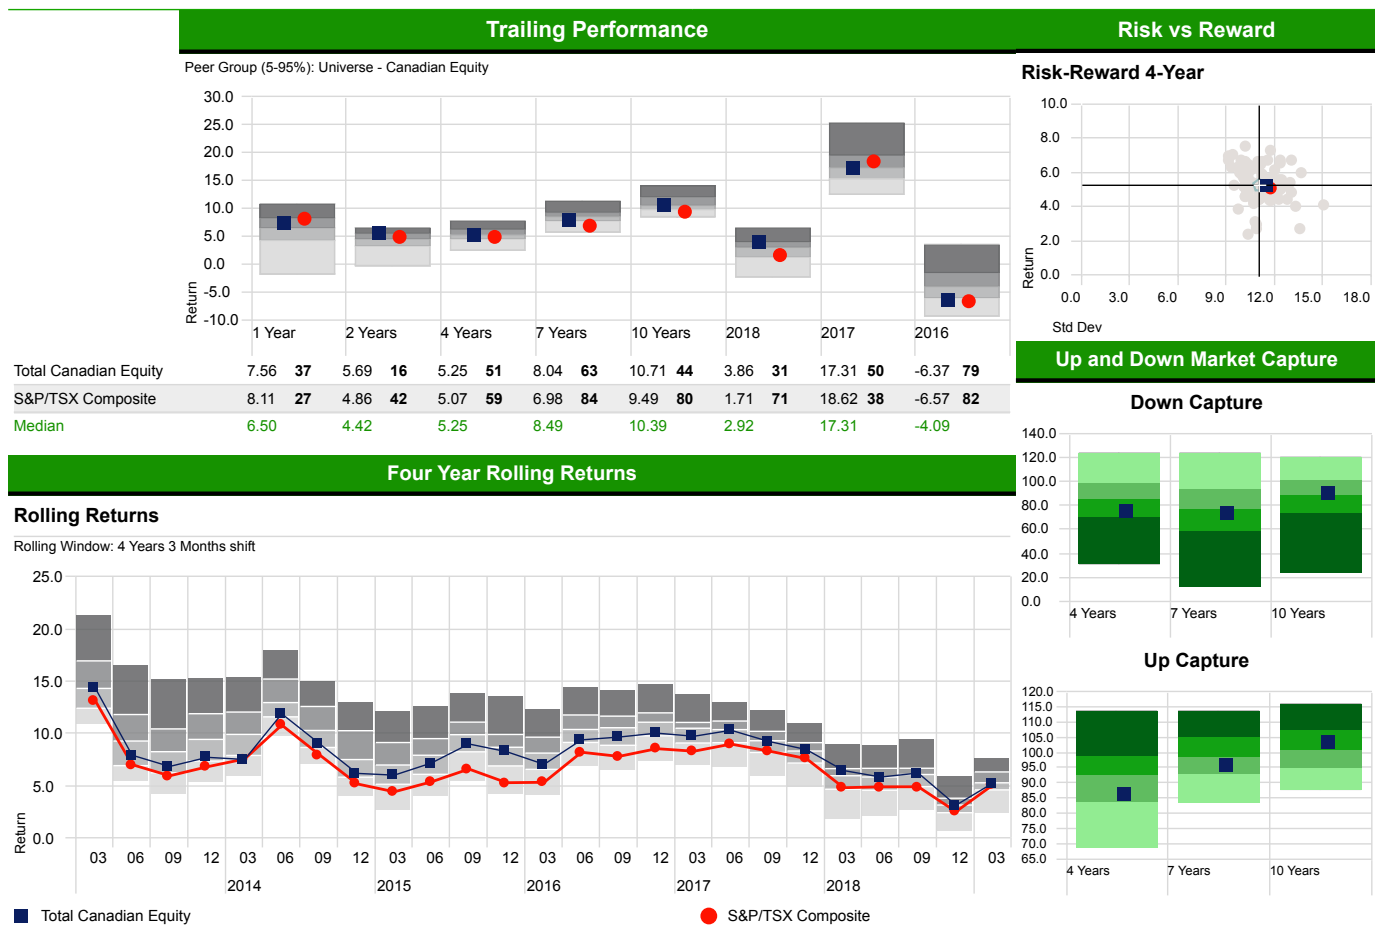 Trailing Performance
Risk vs Reward
Peer Group (5-95%): Universe - Canadian Equity
30.0
25.0
20.0
15.0
10.0
5.0
0.0
-5.0
-10.0
Return
1 Year 2 Years 4 Years 7 Years 10 Years 2018 2017 2016
Total Canadian Equity 7.56 37 5.69 16 5.25 51 8.04 63 10.71 44 3.86 31 17.31 50 -6.37 79
S&P/TSX Composite 8.11 27 4.86 42 5.07 59 6.98 84 9.49 80 1.71 71 18.62 38 -6.57 82
Median 6.50 4.42 5.25 8.49 10.39 2.92 17.31 -4.09
Risk-Reward 4-Year
10.0
8.0
6.0
4.0
2.0
0.0
Return
0.0 3.0 6.0 9.0 12.0 15.0 18.0
Std Dev
Up and Down Market Capture
Down Capture
140.0
120.0
100.0
80.0
60.0
40.0
20.0
0.0
4 Years 7 Years 10 Years
Up Capture
120.0
115.0
110.0
105.0
100.0
95.0
90.0
85.0
80.0
75.0
70.0
65.0
4 Years 7 Years 10 Years
Four Year Rolling Returns
Rolling Returns
Rolling Window: 4 Years 3 Months shift
25.0
20.0
15.0
10.0
5.0
0.0
Return
03 06 09 12 03 06 09 12 03 06 09 12 03 06 09 12 03 06 09 12 03 06 09 12 03
2014 2015 2016 2017 2018
Total Canadian Equity
S&P/TSX Composite